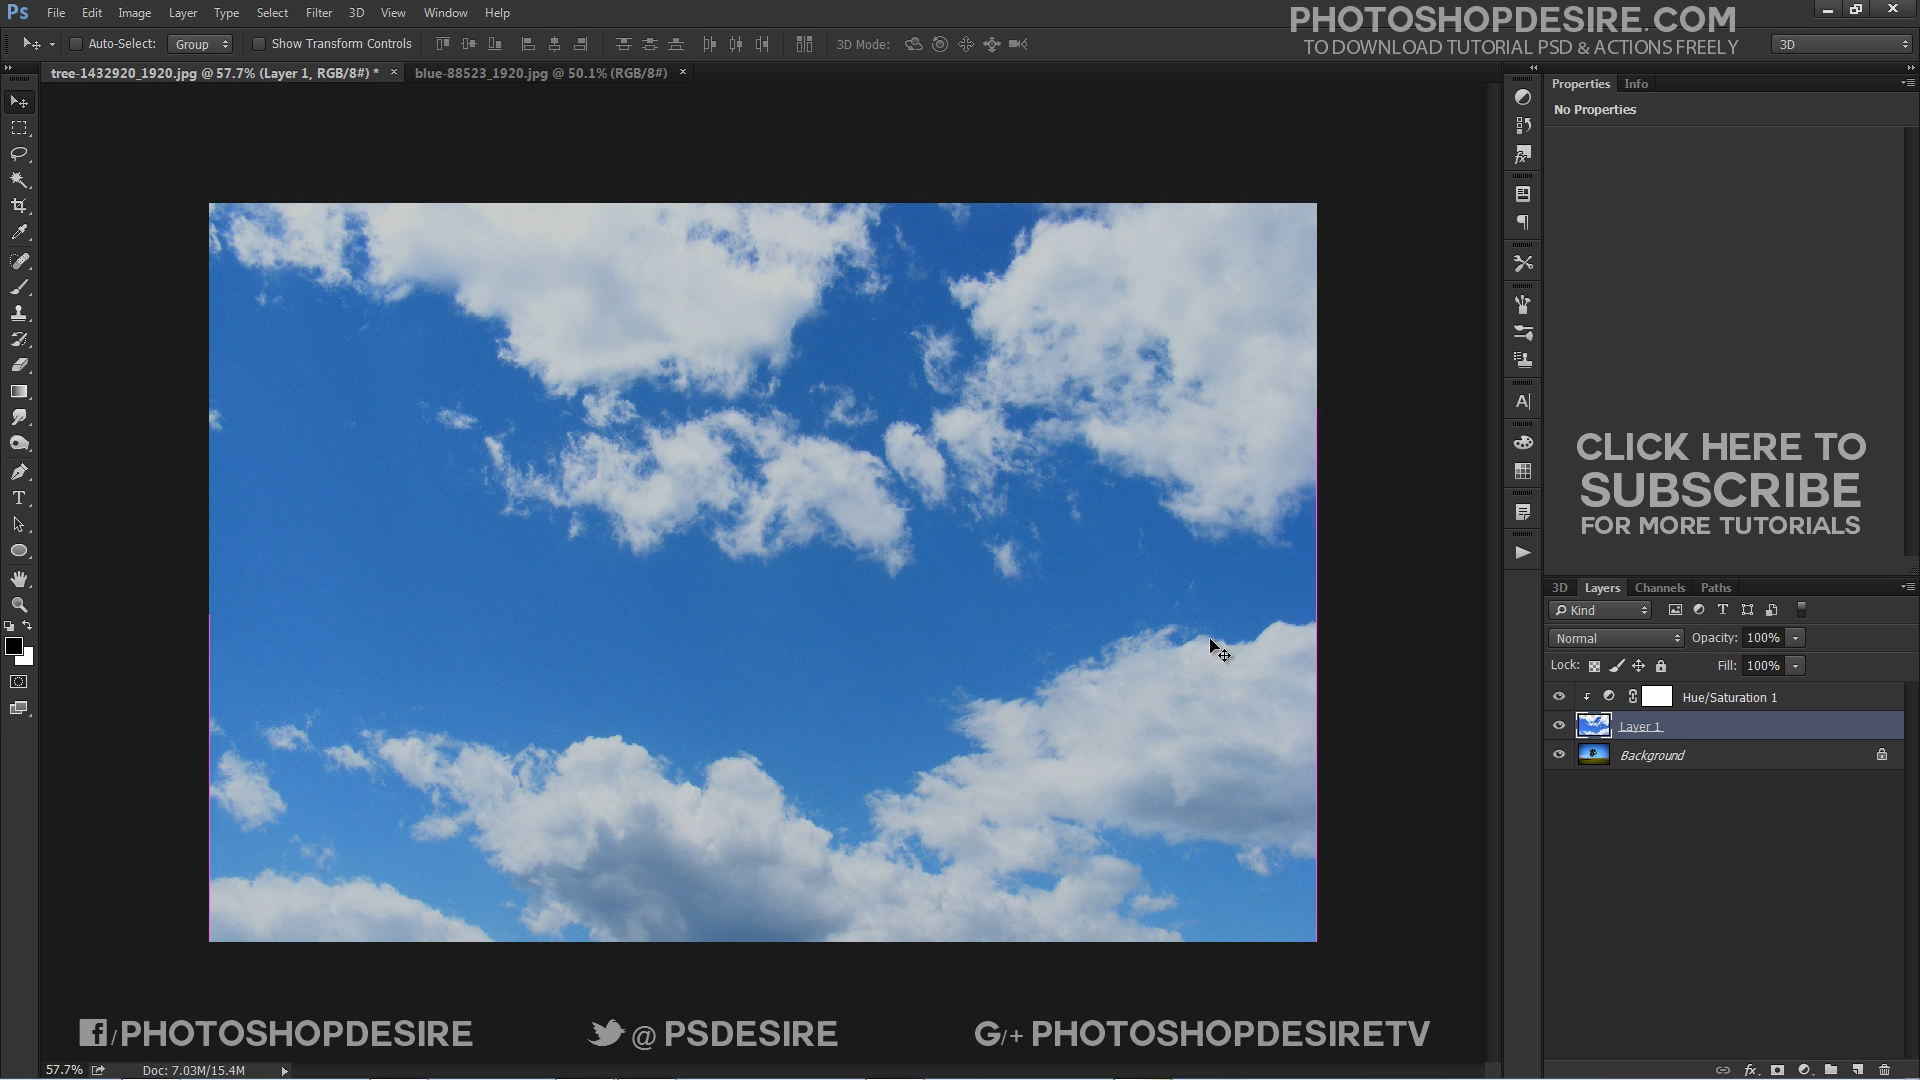 Ps File Edit Image Layer Type Select Filter 3D View Window Help
PHOTOSHOPDESIRE.COM
TO DOWNLOAD TUTORIAL PSD & ACTIONS FREELY
Auto-Select: Group Show Transform Controls 3D Mode: 3D
tree-1432920_1920.jpg @ 57.7% (Layer 1, RGB/8#) * × blue-88523_1920.jpg @ 50.1% (RGB/8#) ×
Properties Info
No Properties
CLICK HERE TO
SUBSCRIBE
FOR MORE TUTORIALS
3D Layers Channels Paths
Kind
Normal Opacity: 100%
Lock: Fill: 100%
Hue/Saturation 1
Layer 1
Background
f/PHOTOSHOPDESIRE @ PSDESIRE G/+ PHOTOSHOPDESIRETV
57.7% Doc: 7.03M/15.4M